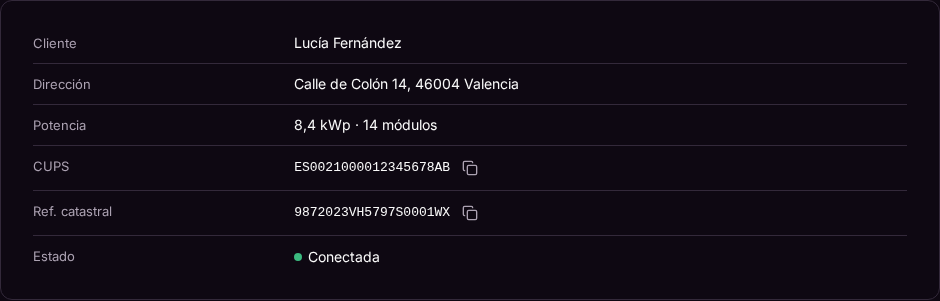 Cliente Lucía Fernández
Dirección Calle de Colón 14, 46004 Valencia
Potencia 8,4 kWp · 14 módulos
CUPS ES0021000012345678AB
Ref. catastral 9872023VH5797S0001WX
Estado Conectada